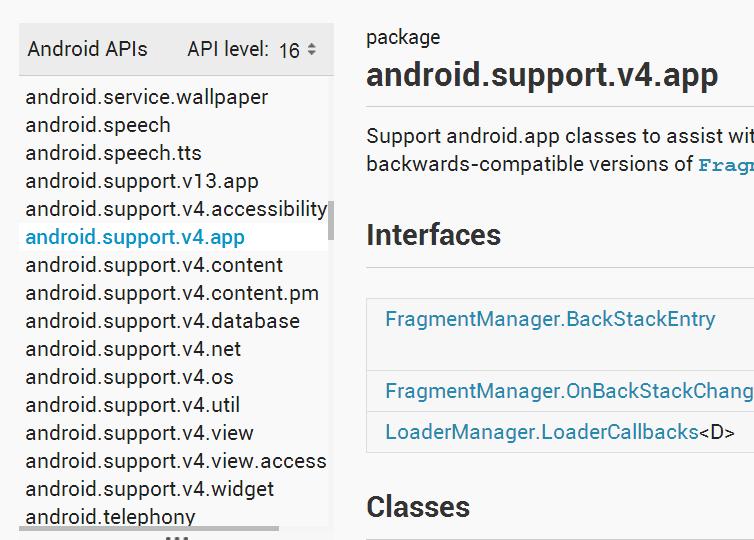 Android APIs API level: 16
android.service.wallpaper
android.speech
android.speech.tts
android.support.v13.app
android.support.v4.accessibility
android.support.v4.app
android.support.v4.content
android.support.v4.content.pm
android.support.v4.database
android.support.v4.net
android.support.v4.os
android.support.v4.util
android.support.v4.view
android.support.v4.view.access
android.support.v4.widget
android.telephony
package
android.support.v4.app
Support android.app classes to assist wit
backwards-compatible versions of Fragm
Interfaces
FragmentManager.BackStackEntry
FragmentManager.OnBackStackChang
LoaderManager.LoaderCallbacks<D>
Classes